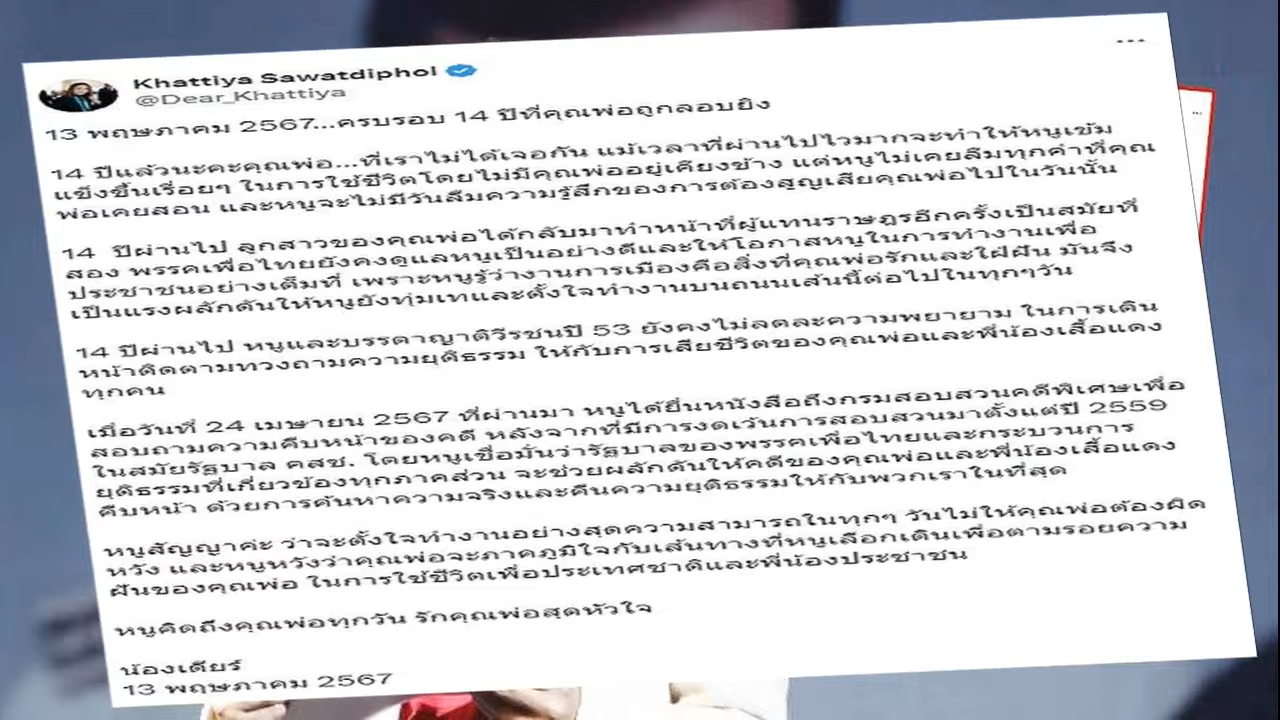 Khattiya Sawatdiphol
@Dear_Khattiya
13 พฤษภาคม 2567...ครบรอบ 14 ปีที่คุณพ่อถูกลอบยิง
14 ปีแล้วนะคะคุณพ่อ...ที่เราไม่ได้เจอกัน แม้เวลาที่ผ่านไปไวมากจะทำให้หนูเข้ม
แข็งขึ้นเรื่อยๆ ในการใช้ชีวิตโดยไม่มีคุณพ่ออยู่เคียงข้าง แต่หนูไม่เคยลืมทุกคำที่คุณ
พ่อเคยสอน และหนูจะไม่มีวันลืมความรู้สึกของการต้องสูญเสียคุณพ่อไปในวันนั้น
14 ปีผ่านไป ลูกสาวของคุณพ่อได้กลับมาทำหน้าที่ผู้แทนราษฎรอีกครั้งเป็นสมัยที่
สอง พรรคเพื่อไทยยังคงดูแลหนูเป็นอย่างดีและให้โอกาสหนูในการทำงานเพื่อ
ประชาชนอย่างเต็มที่ เพราะหนูรู้ว่างานการเมืองคือสิ่งที่คุณพ่อรักและใฝ่ฝัน มันจึง
เป็นแรงผลักดันให้หนูยังทุ่มเทและตั้งใจทำงานบนถนนเส้นนี้ต่อไปในทุกๆวัน
14 ปีผ่านไป หนูและบรรดาญาติวีรชนปี 53 ยังคงไม่ลดละความพยายาม ในการเดิน
หน้าติดตามทวงถามความยุติธรรม ให้กับการเสียชีวิตของคุณพ่อและพี่น้องเสื้อแดง
ทุกคน
เมื่อวันที่ 24 เมษายน 2567 ที่ผ่านมา หนูได้ยื่นหนังสือถึงกรมสอบสวนคดีพิเศษเพื่อ
สอบถามความคืบหน้าของคดี หลังจากที่มีการงดเว้นการสอบสวนมาตั้งแต่ปี 2559
ในสมัยรัฐบาล คสช. โดยหนูเชื่อมั่นว่ารัฐบาลของพรรคเพื่อไทยและกระบวนการ
ยุติธรรมที่เกี่ยวข้องทุกภาคส่วน จะช่วยผลักดันให้คดีของคุณพ่อและพี่น้องเสื้อแดง
คืบหน้า ด้วยการค้นหาความจริงและคืนความยุติธรรมให้กับพวกเราในที่สุด
หนูสัญญาค่ะ ว่าจะตั้งใจทำงานอย่างสุดความสามารถในทุกๆ วันไม่ให้คุณพ่อต้องผิด
หวัง และหนูหวังว่าคุณพ่อจะภาคภูมิใจกับเส้นทางที่หนูเลือกเดินเพื่อตามรอยความ
ฝันของคุณพ่อ ในการใช้ชีวิตเพื่อประเทศชาติและพี่น้องประชาชน
หนูคิดถึงคุณพ่อทุกวัน รักคุณพ่อสุดหัวใจ
น้องเดียร์
13 พฤษภาคม 2567